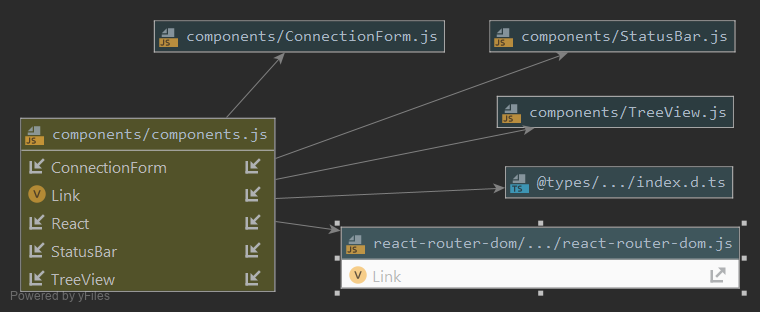 components/ConnectionForm.js
components/StatusBar.js
components/TreeView.js
components/components.js
ConnectionForm
V Link
React
StatusBar
TreeView
@types/.../index.d.ts
react-router-dom/.../react-router-dom.js
V Link
Powered by yFiles
JS
JS
JS
JS
TS
JS